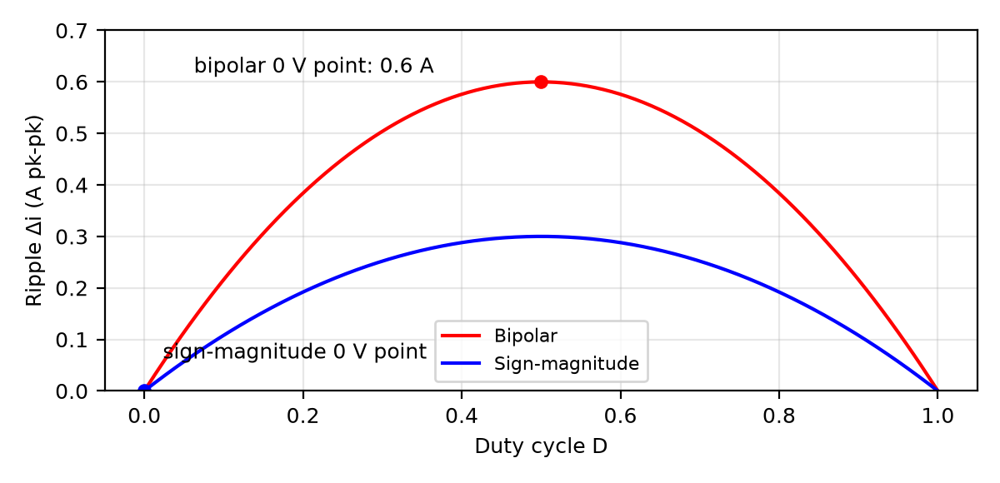 0.7
0.6
0.5
0.4
0.3
0.2
0.1
0.0
Ripple Δi (A pk-pk)
bipolar 0 V point: 0.6 A
sign-magnitude 0 V point
Bipolar
Sign-magnitude
0.0 0.2 0.4 0.6 0.8 1.0
Duty cycle D